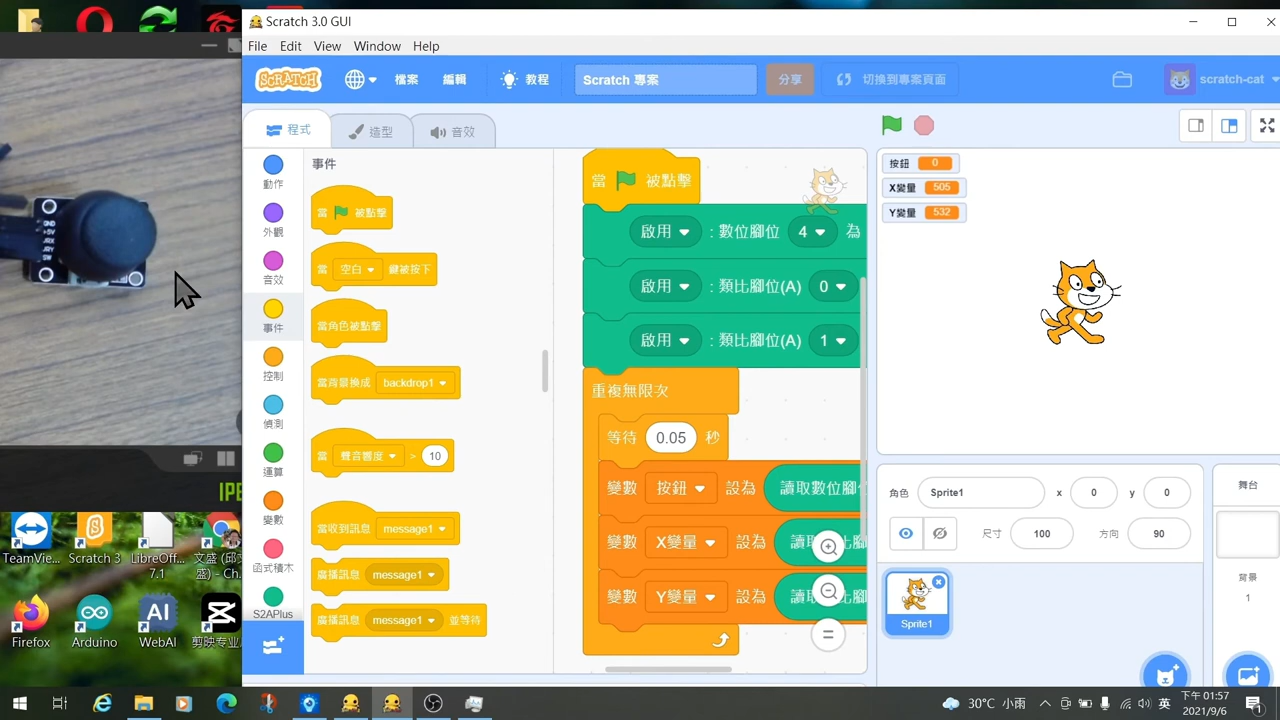 Scratch 3.0 GUI
File Edit View Window Help
SCRATCH 檔案 編輯 教程 Scratch 專案 分享 切換到專案頁面 scratch-cat
程式 造型 音效
動作
外觀
音效
事件
控制
偵測
運算
變數
函式積木
S2APlus
事件
當 被點擊
當 空白 鍵被按下
當角色被點擊
當背景換成 backdrop1
當 聲音響度 > 10
當收到訊息 message1
廣播訊息 message1
廣播訊息 message1 並等待
當 被點擊
啟用 : 數位腳位 4 為
啟用 : 類比腳位(A) 0
啟用 : 類比腳位(A) 1
重複無限次
等待 0.05 秒
變數 按鈕 設為 讀取數位腳
變數 X變量 設為
變數 Y變量 設為
按鈕 0
X變量 505
Y變量 532
角色 Sprite1 x 0 y 0
尺寸 100 方向 90
Sprite1
舞台
背景
1
GND
+5V
SW
TeamVie... Scratch 3 LibreOff... 7.1
Firefox Arduino WebAI
30°C 小雨 英 下午 01:57
2021/9/6